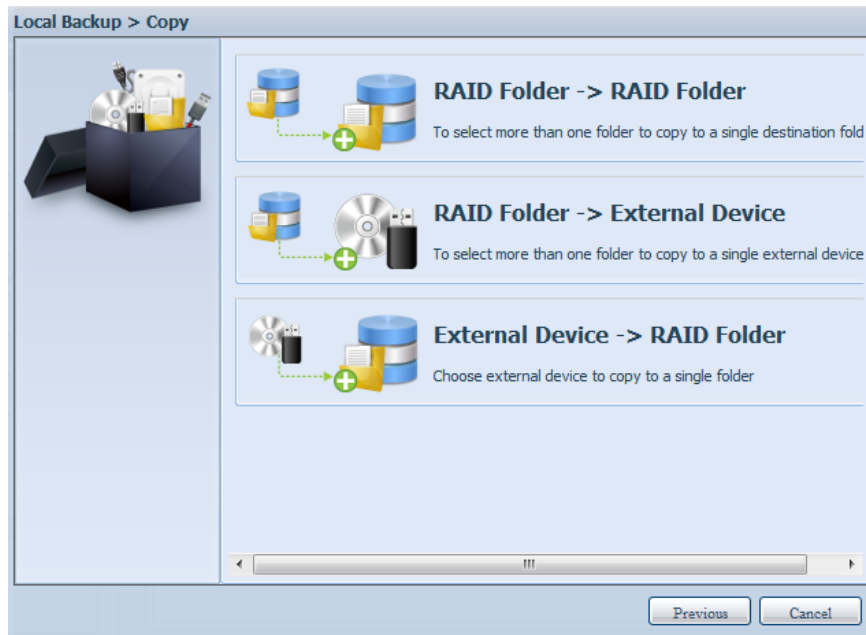 Local Backup > Copy
RAID Folder -> RAID Folder
To select more than one folder to copy to a single destination fold
RAID Folder -> External Device
To select more than one folder to copy to a single external device
External Device -> RAID Folder
Choose external device to copy to a single folder
Previous
Cancel